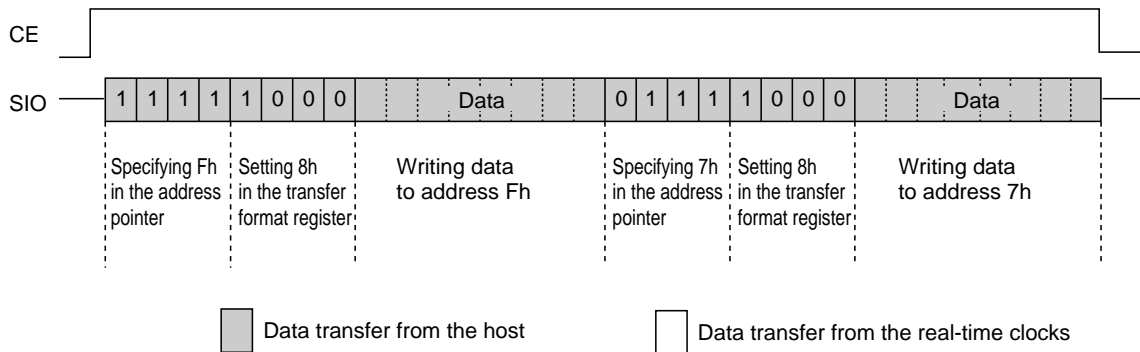 CE
SIO
1 1 1 1 1 0 0 0 Data 0 1 1 1 1 0 0 0 Data
Specifying Fh
in the address
pointer
Setting 8h
in the transfer
format register
Writing data
to address Fh
Specifying 7h
in the address
pointer
Setting 8h
in the transfer
format register
Writing data
to address 7h
Data transfer from the host
Data transfer from the real-time clocks